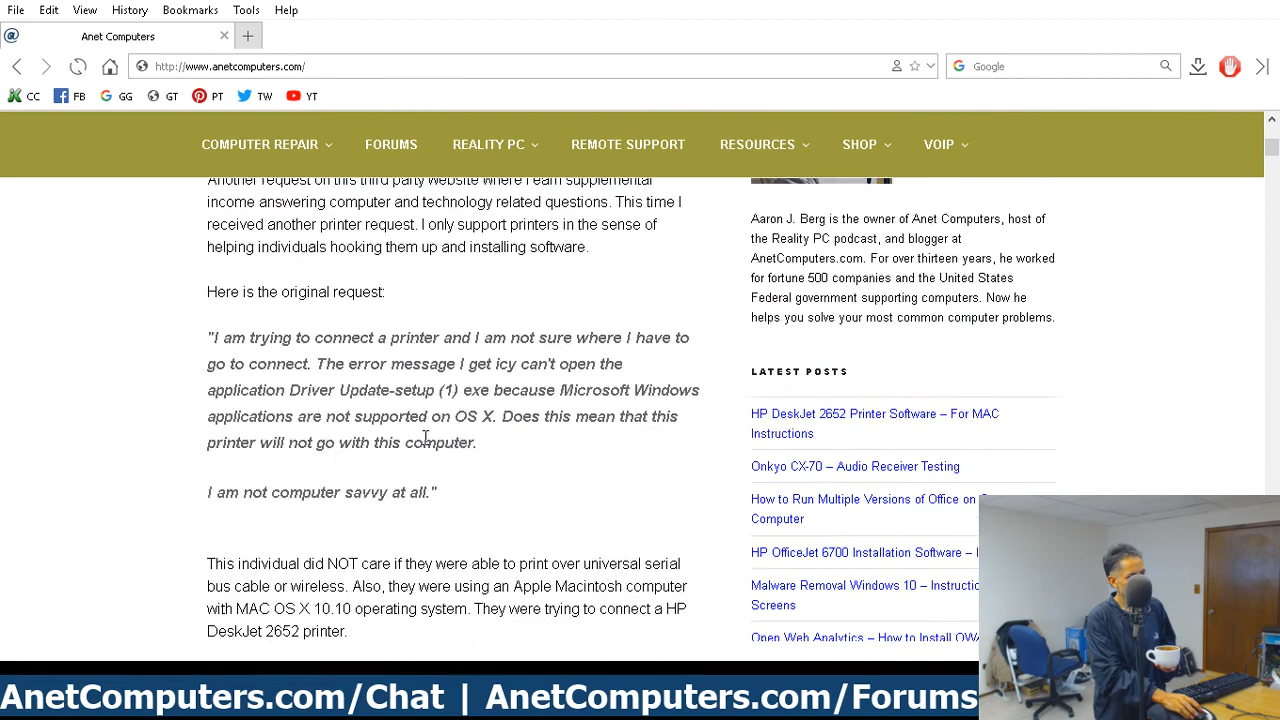 File Edit View History Bookmarks Tools Help
@ Anet Computers
http://www.anetcomputers.com/ Google
CC FB GG GT PT TW YT
COMPUTER REPAIR FORUMS REALITY PC REMOTE SUPPORT RESOURCES SHOP VOIP
Another request on this third party website where I earn supplemental
income answering computer and technology related questions. This time I
received another printer request. I only support printers in the sense of
helping individuals hooking them up and installing software.
Here is the original request:
"I am trying to connect a printer and I am not sure where I have to
go to connect. The error message I get icy can't open the
application Driver Update-setup (1) exe because Microsoft Windows
applications are not supported on OS X. Does this mean that this
printer will not go with this computer.
I am not computer savvy at all."
This individual did NOT care if they were able to print over universal serial
bus cable or wireless. Also, they were using an Apple Macintosh computer
with MAC OS X 10.10 operating system. They were trying to connect a HP
DeskJet 2652 printer.
Aaron J. Berg is the owner of Anet Computers, host of
the Reality PC podcast, and blogger at
AnetComputers.com. For over thirteen years, he worked
for fortune 500 companies and the United States
Federal government supporting computers. Now he
helps you solve your most common computer problems.
LATEST POSTS
HP DeskJet 2652 Printer Software – For MAC
Instructions
Onkyo CX-70 – Audio Receiver Testing
How to Run Multiple Versions of Office on
Computer
HP OfficeJet 6700 Installation Software –
Malware Removal Windows 10 –
Screens
Open Web Analytics – How to Install
AnetComputers.com/Chat | AnetComputers.com/Forums